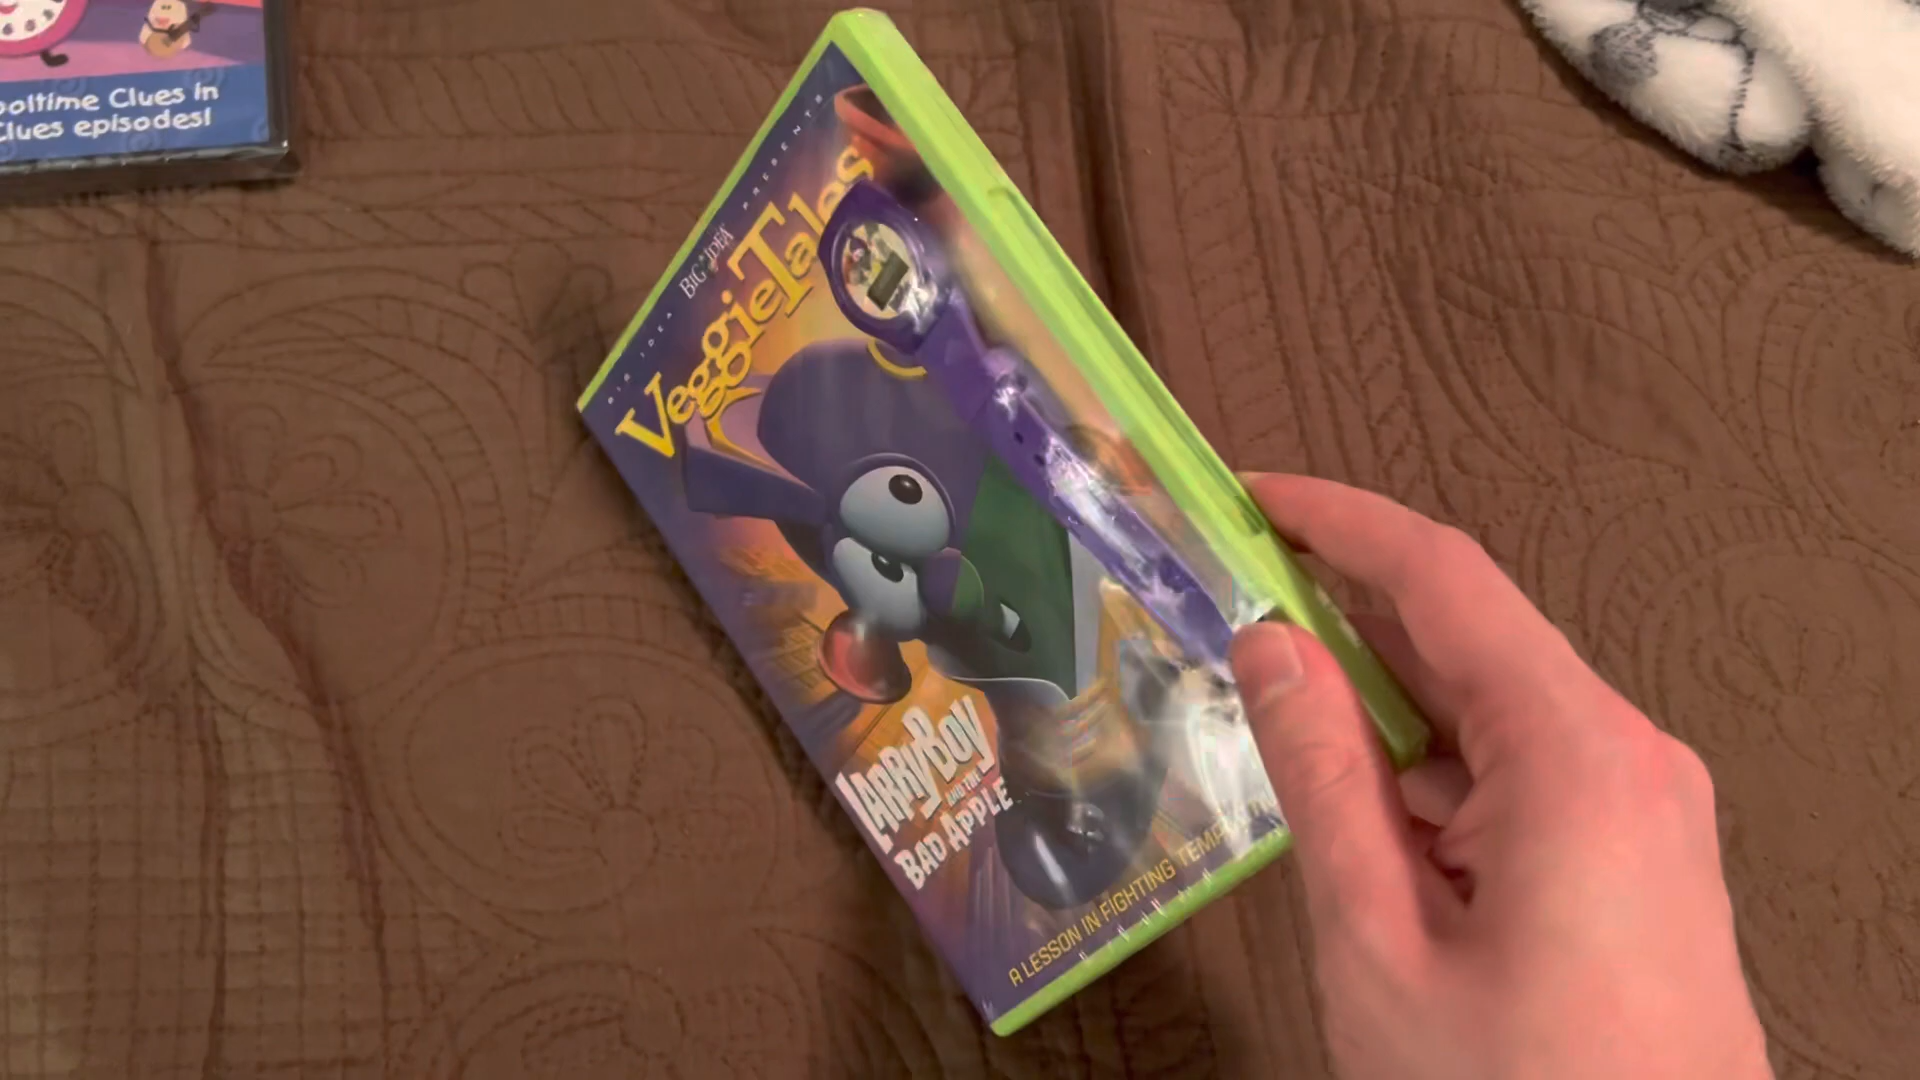 ooltime Clues in
Clues episodes!
BIG IDEA PRESENTS
BIG IDEA
VeggieTales
LARRYBOY
AND THE
BAD APPLE
A LESSON IN FIGHTING